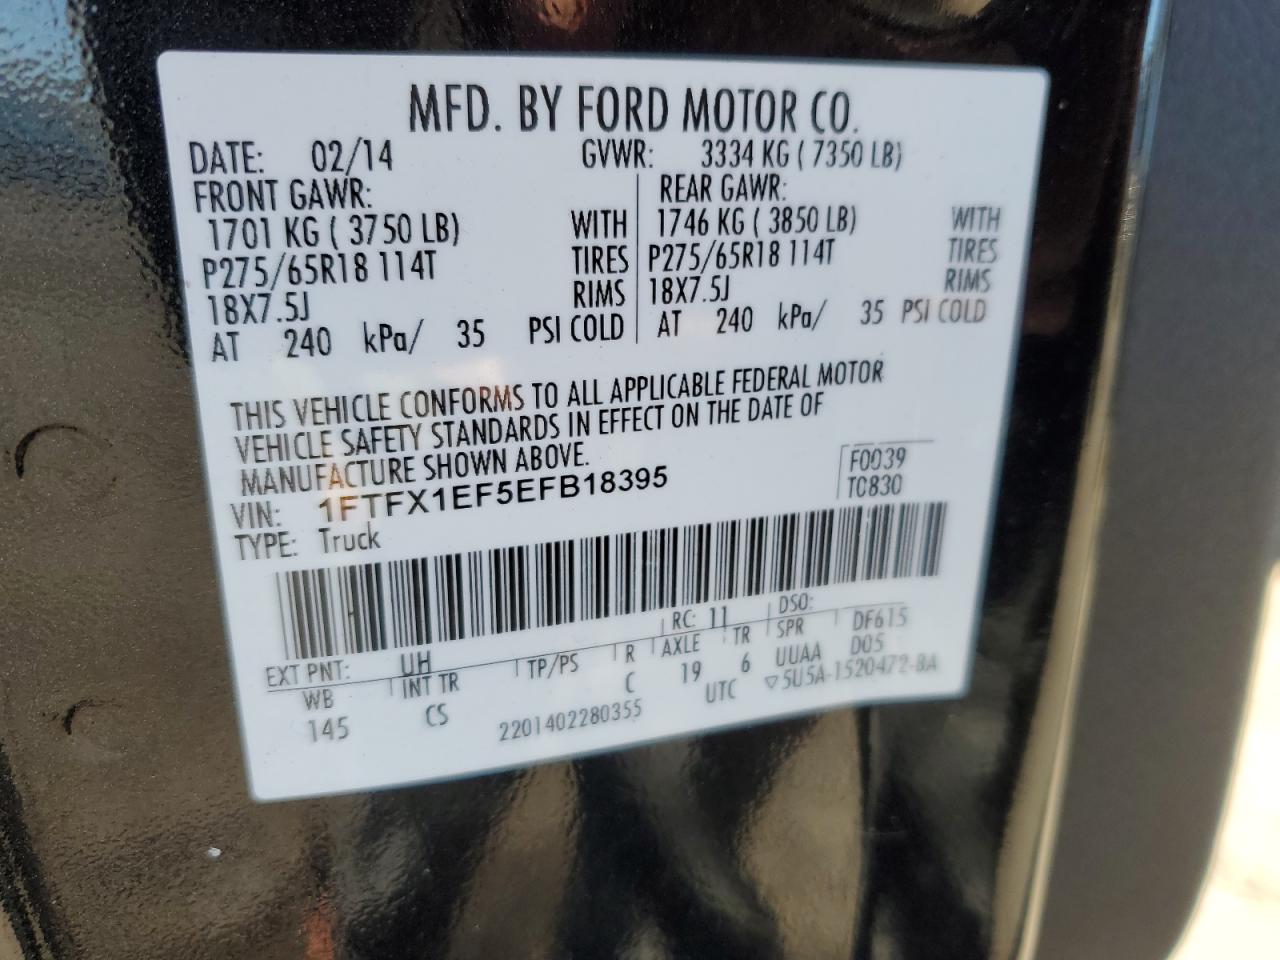 MFD. BY FORD MOTOR CO.
DATE: 02/14 GVWR: 3334 KG ( 7350 LB)
FRONT GAWR: REAR GAWR:
1701 KG ( 3750 LB) WITH 1746 KG ( 3850 LB) WITH
P275/65R18 114T TIRES P275/65R18 114T TIRES
18X7.5J RIMS 18X7.5J RIMS
AT 240 kPa/ 35 PSI COLD AT 240 kPa/ 35 PSI COLD
THIS VEHICLE CONFORMS TO ALL APPLICABLE FEDERAL MOTOR
VEHICLE SAFETY STANDARDS IN EFFECT ON THE DATE OF
MANUFACTURE SHOWN ABOVE.
F0039
VIN: 1FTFX1EF5EFB18395
T0830
TYPE: Truck
EXT PNT: UH RC: 11 DSO:
WB INT TR TP/PS R AXLE TR SPR DF615
145 CS C 19 6 UUAA D05
2201402280355 UTC ▽5U5A-1520472-BA